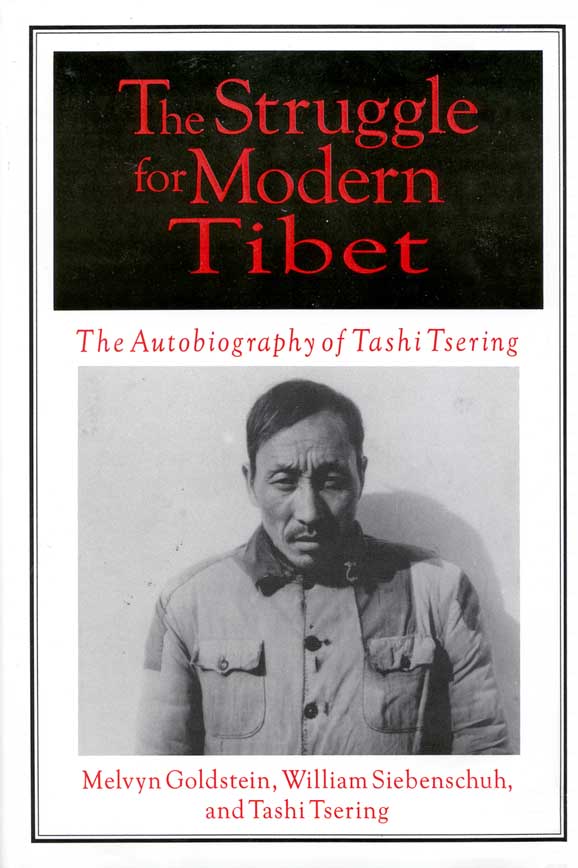 The Struggle
for Modern
Tibet
The Autobiography of Tashi Tsering
Melvyn Goldstein, William Siebenschuh,
and Tashi Tsering